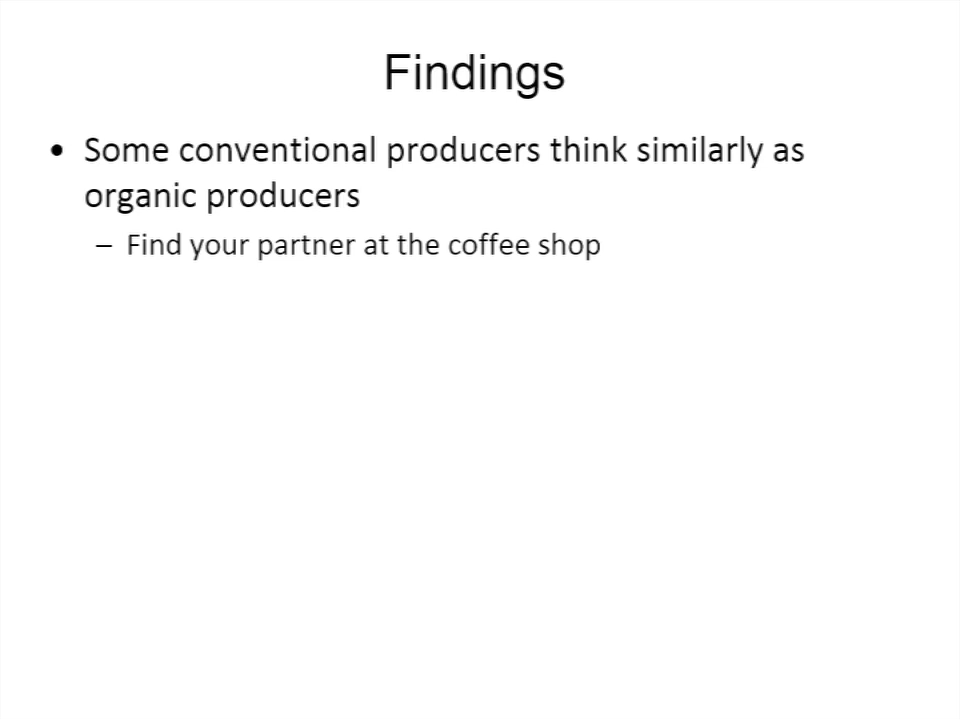 Findings
• Some conventional producers think similarly as
organic producers
– Find your partner at the coffee shop